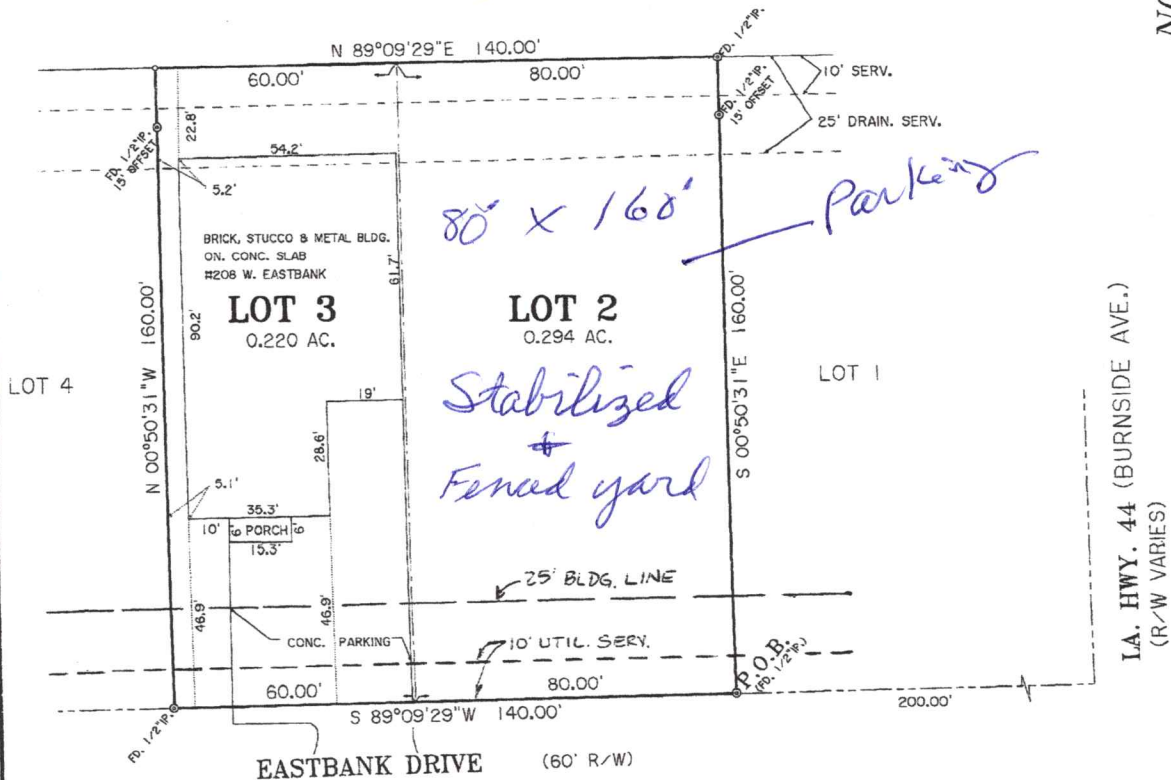 N 89°09'29"E 140.00'
FD. 1/2"IP.
60.00'
80.00'
10' SERV.
FD. 1/2"IP.
15' OFFSET
25' DRAIN. SERV.
FD. 1/2"IP.
15' OFFSET
22.8'
54.2'
5.2'
Parking
80' X 160'
BRICK, STUCCO & METAL BLDG.
ON. CONC. SLAB
#208 W. EASTBANK
61.7'
LOT 3
0.220 AC.
LOT 2
0.294 AC.
N 00°50'31"W 160.00'
90.2'
S 00°50'31"E 160.00'
LOT 4
LOT 1
19'
Stabilized
+
Fenced yard
28.6'
5.1'
35.3'
10'
6
PORCH
6
15.3'
25' BLDG. LINE
46.9'
46.9'
CONC. PARKING
10' UTIL. SERV.
P.O.B.
(FD. 1/2"IP.)
60.00'
80.00'
200.00'
FD. 1/2"IP.
S 89°09'29"W 140.00'
EASTBANK DRIVE (60' R/W)
LA. HWY. 44 (BURNSIDE AVE.)
(R/W VARIES)